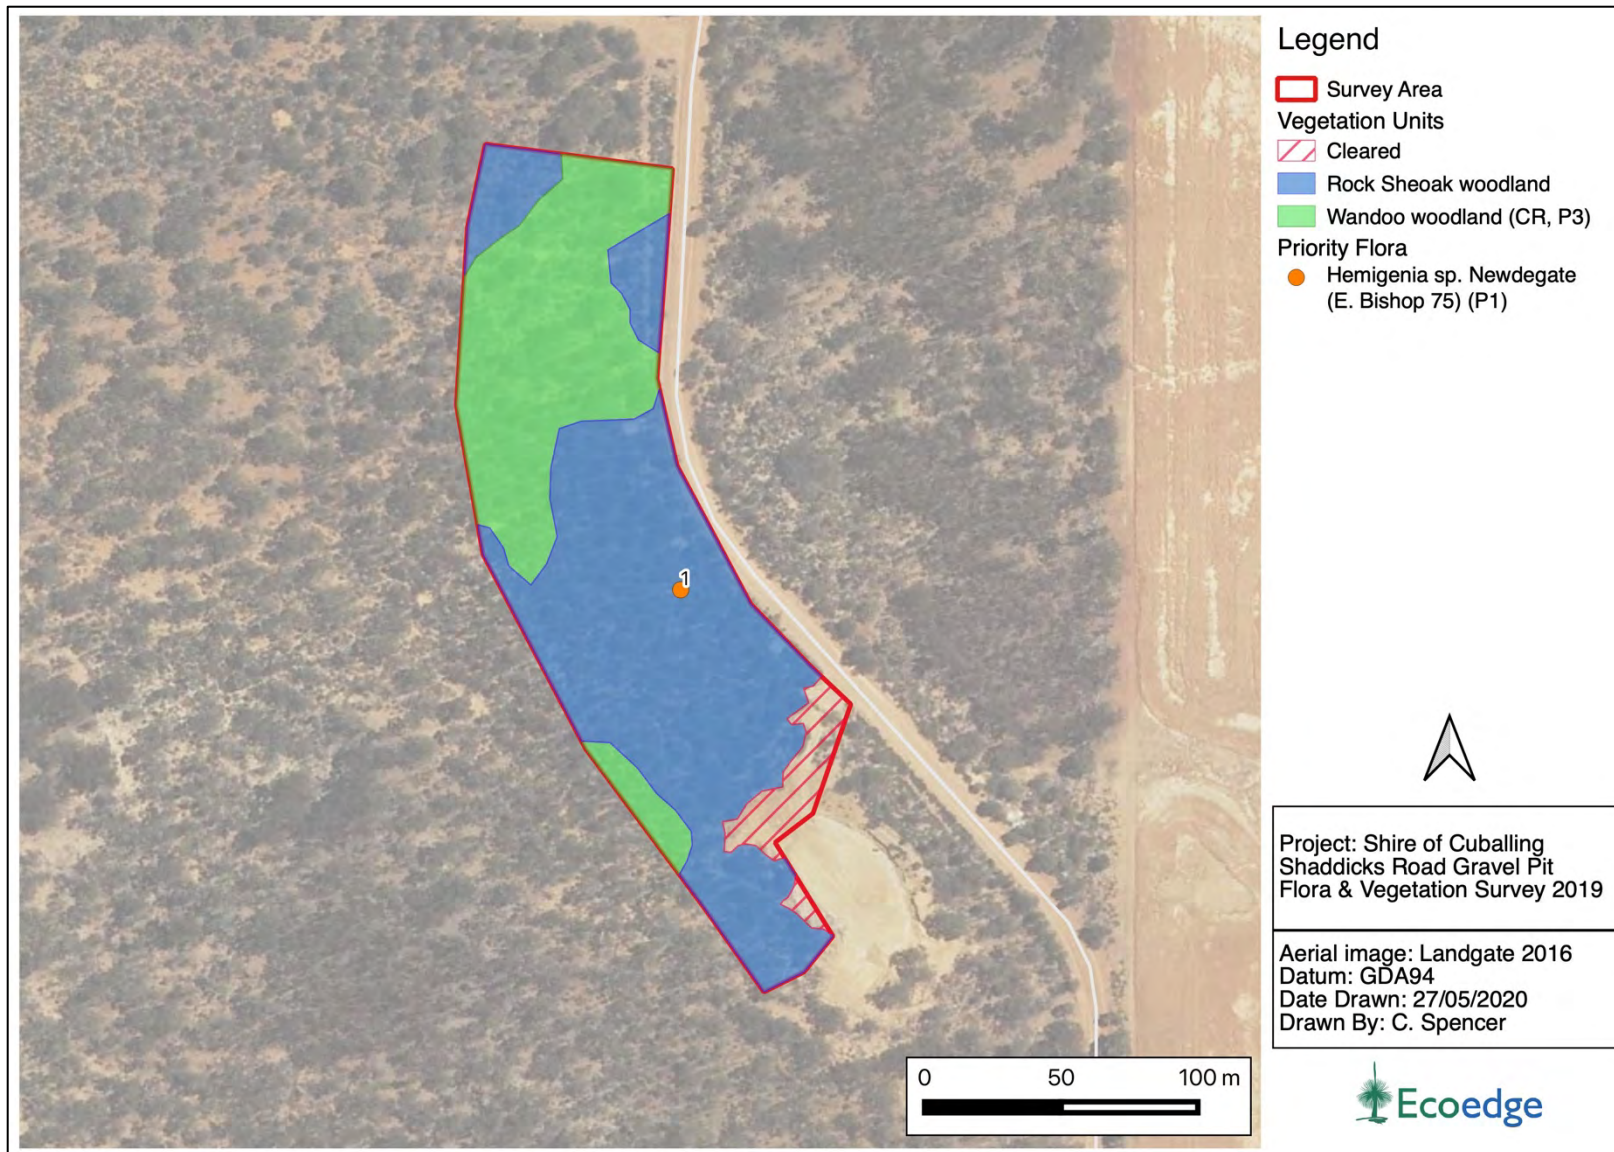 Legend
Survey Area
Vegetation Units
Cleared
Rock Sheoak woodland
Wandoo woodland (CR, P3)
Priority Flora
Hemigenia sp. Newdegate
(E. Bishop 75) (P1)
1
Project: Shire of Cuballing
Shaddicks Road Gravel Pit
Flora & Vegetation Survey 2019
Aerial image: Landgate 2016
Datum: GDA94
Date Drawn: 27/05/2020
Drawn By: C. Spencer
0 50 100 m
Ecoedge